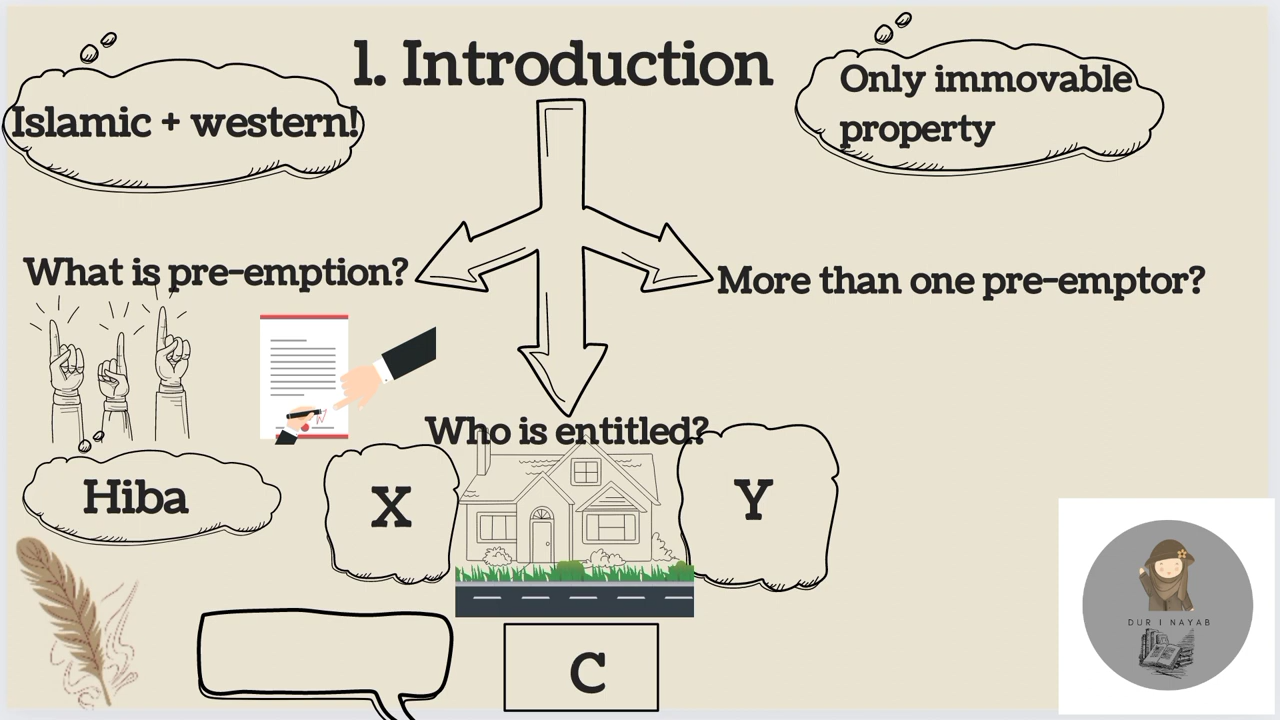 1. Introduction
Islamic + western!
Only immovable
property
What is pre-emption?
More than one pre-emptor?
Who is entitled?
Hiba
X
Y
C
DUR I NAYAB